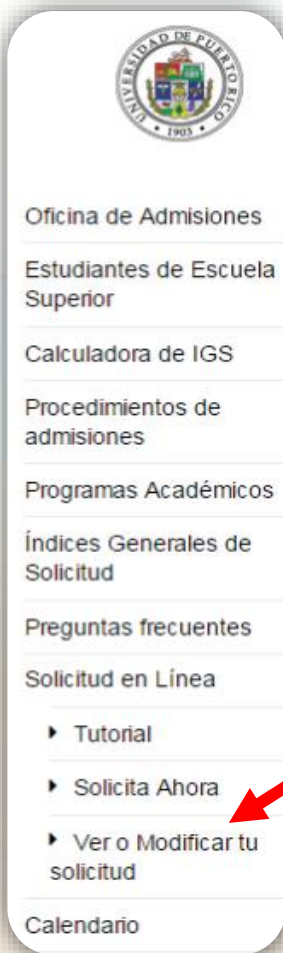 UNIVERSIDAD DE PUERTO RICO
• 1903 •
Oficina de Admisiones
Estudiantes de Escuela
Superior
Calculadora de IGS
Procedimientos de
admisiones
Programas Académicos
Índices Generales de
Solicitud
Preguntas frecuentes
Solicitud en Línea
Tutorial
Solicita Ahora
Ver o Modificar tu
solicitud
Calendario